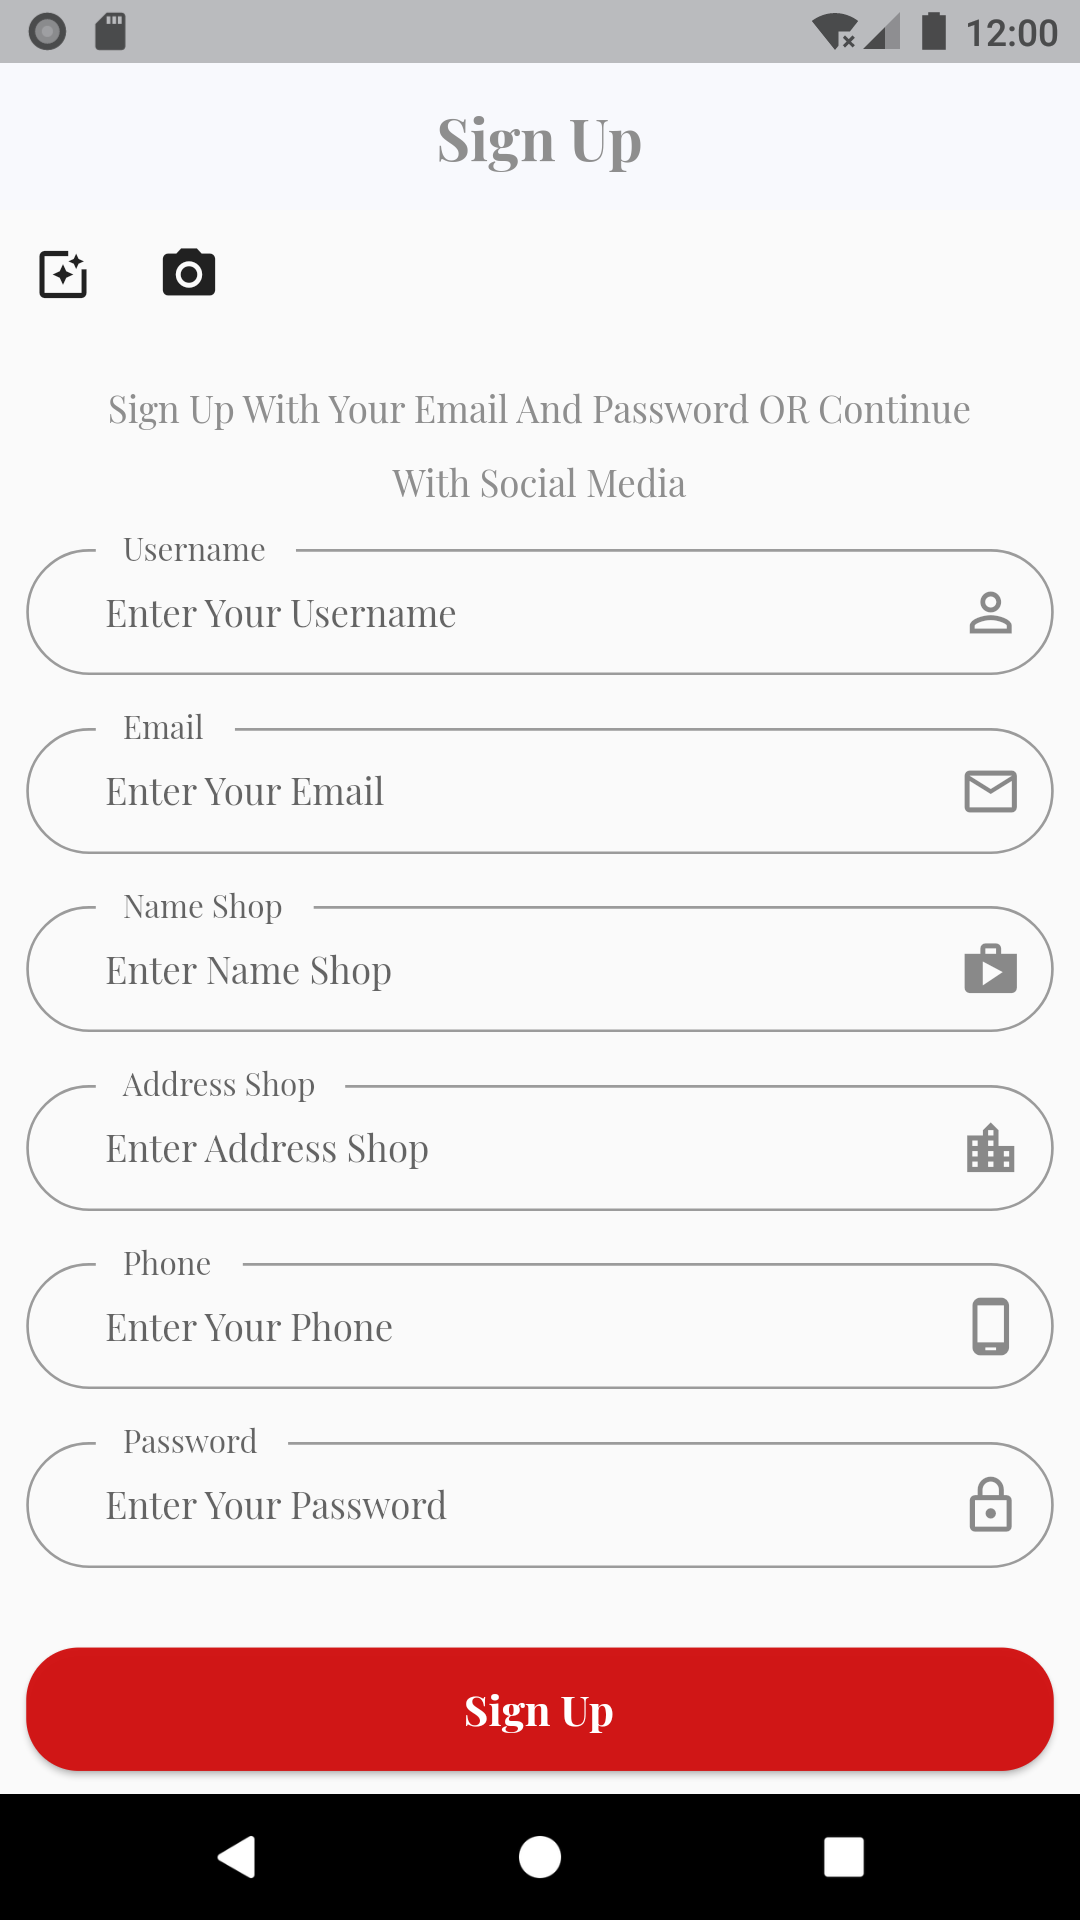 12:00
Sign Up
Sign Up With Your Email And Password OR Continue
With Social Media
Username
Enter Your Username
Email
Enter Your Email
Name Shop
Enter Name Shop
Address Shop
Enter Address Shop
Phone
Enter Your Phone
Password
Enter Your Password
Sign Up